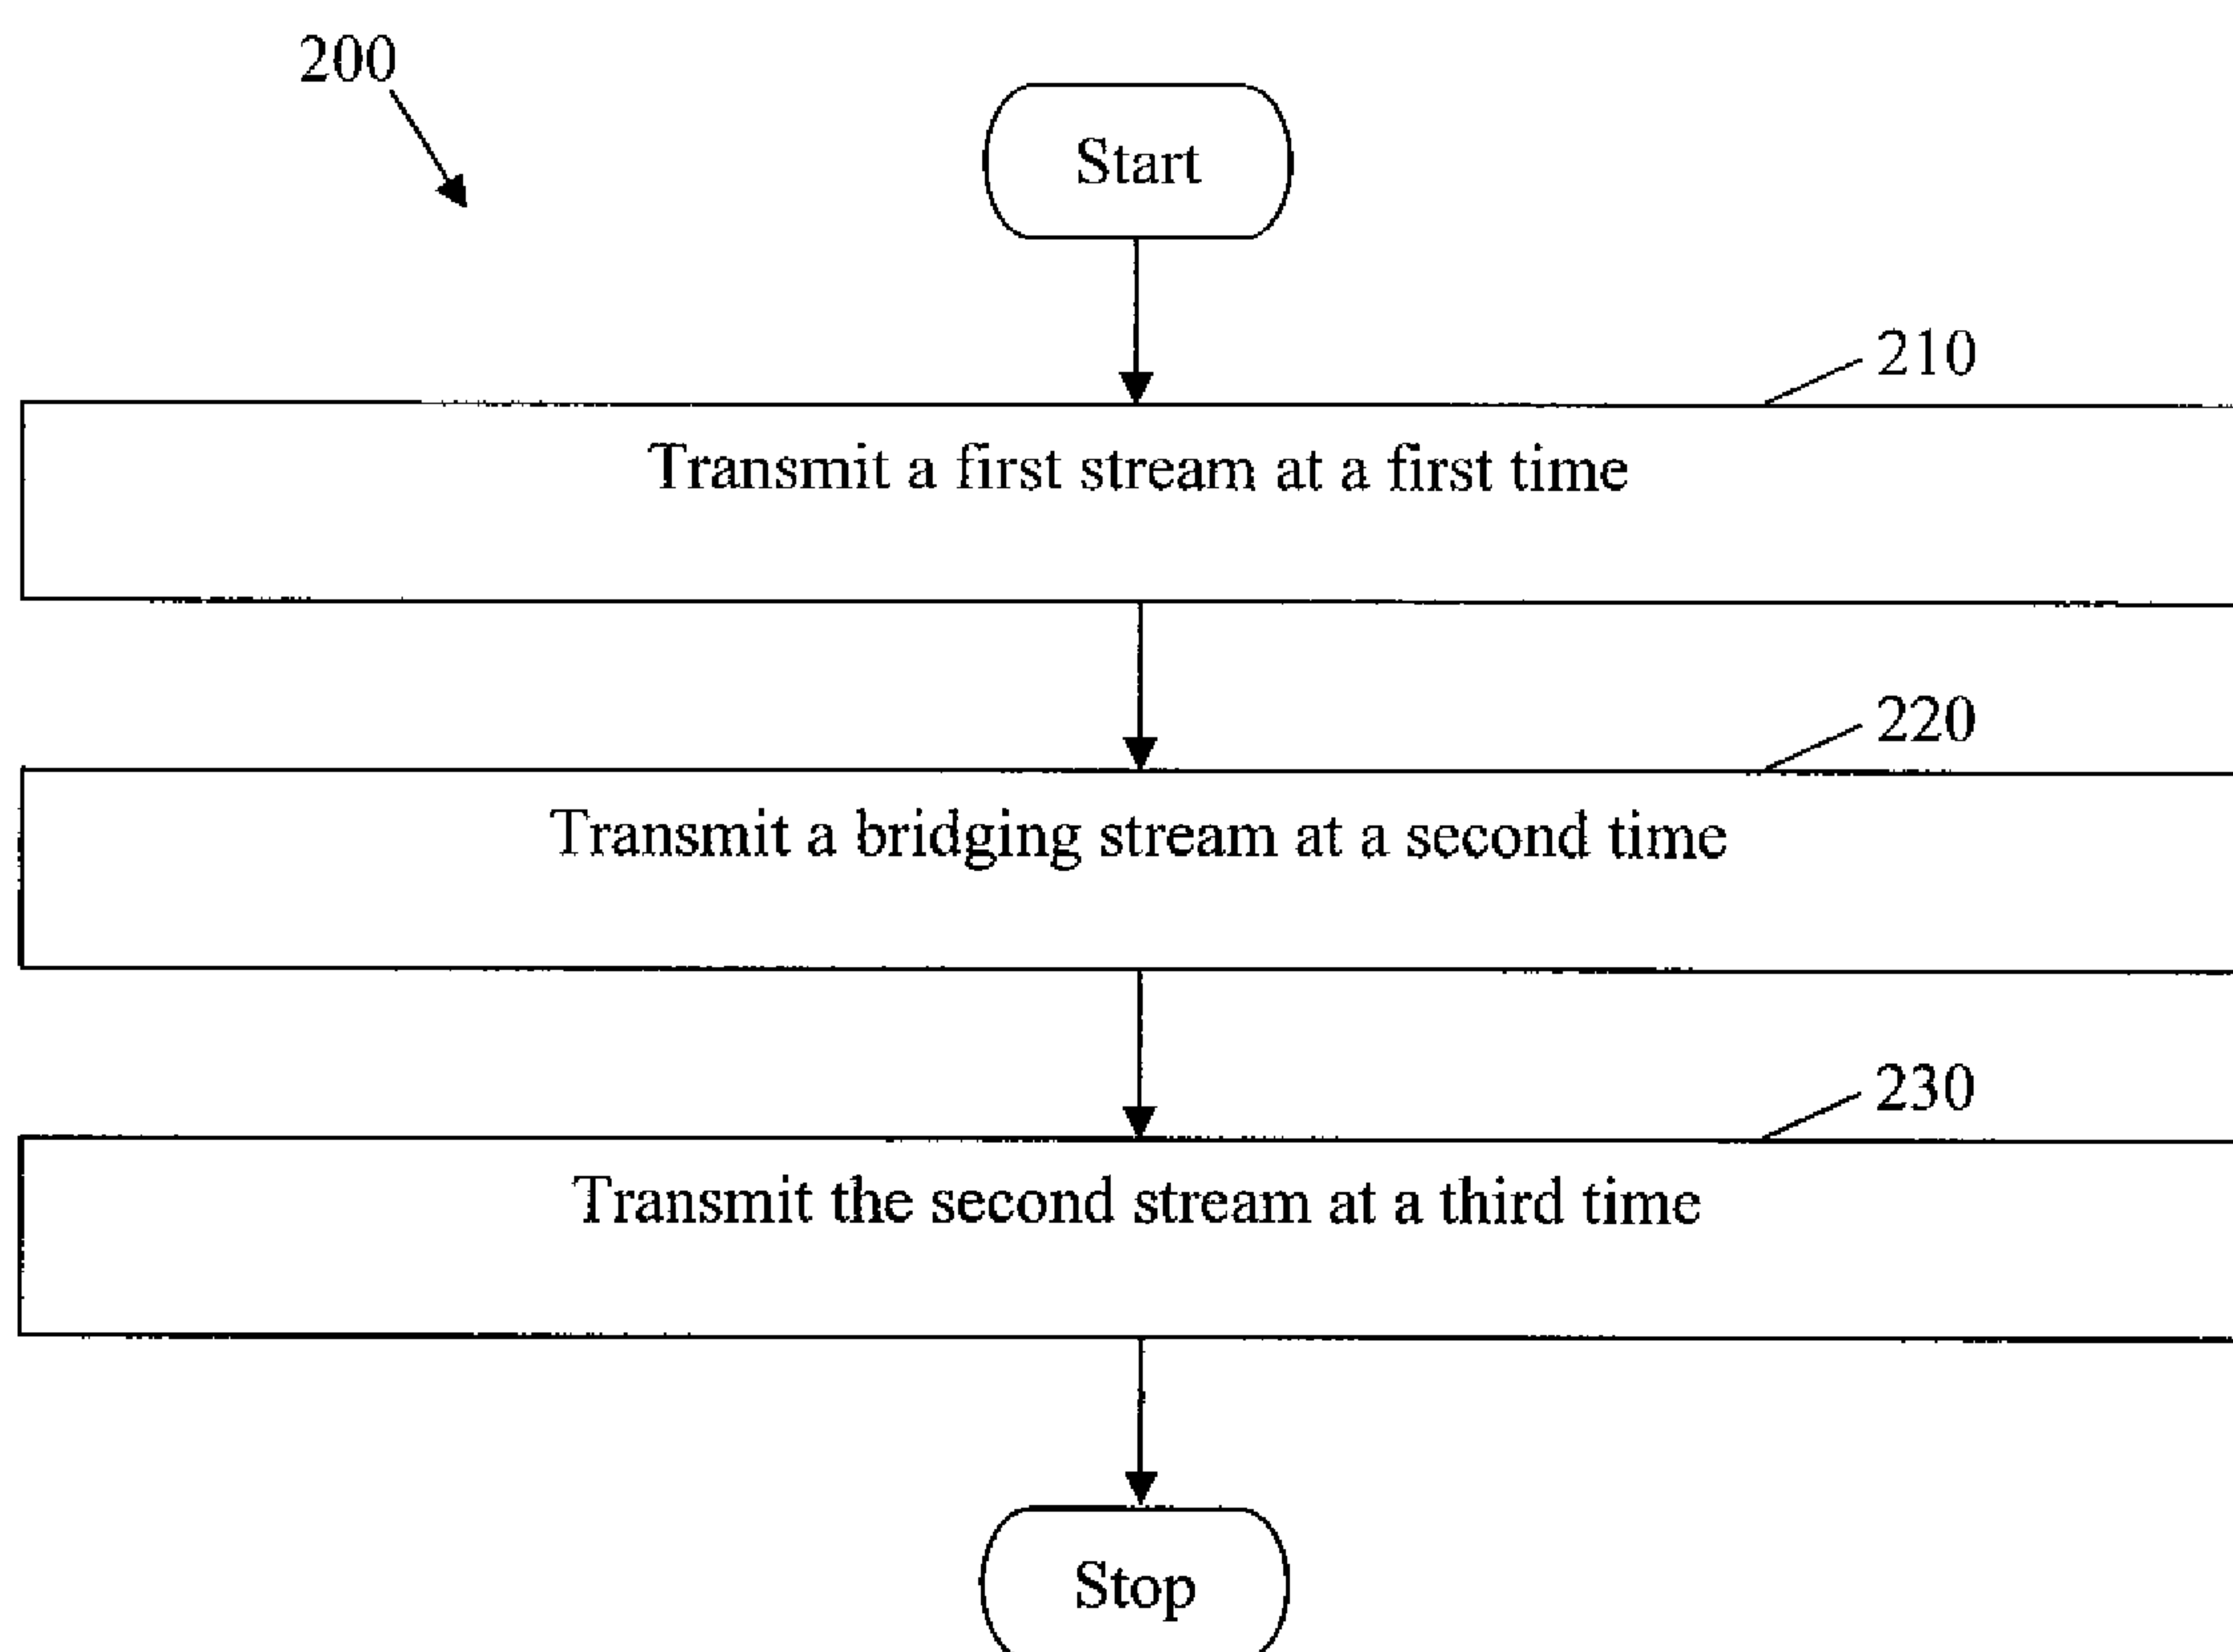 200
Start
210
Transmit a first stream at a first time
220
Transmit a bridging stream at a second time
230
Transmit the second stream at a third time
Stop